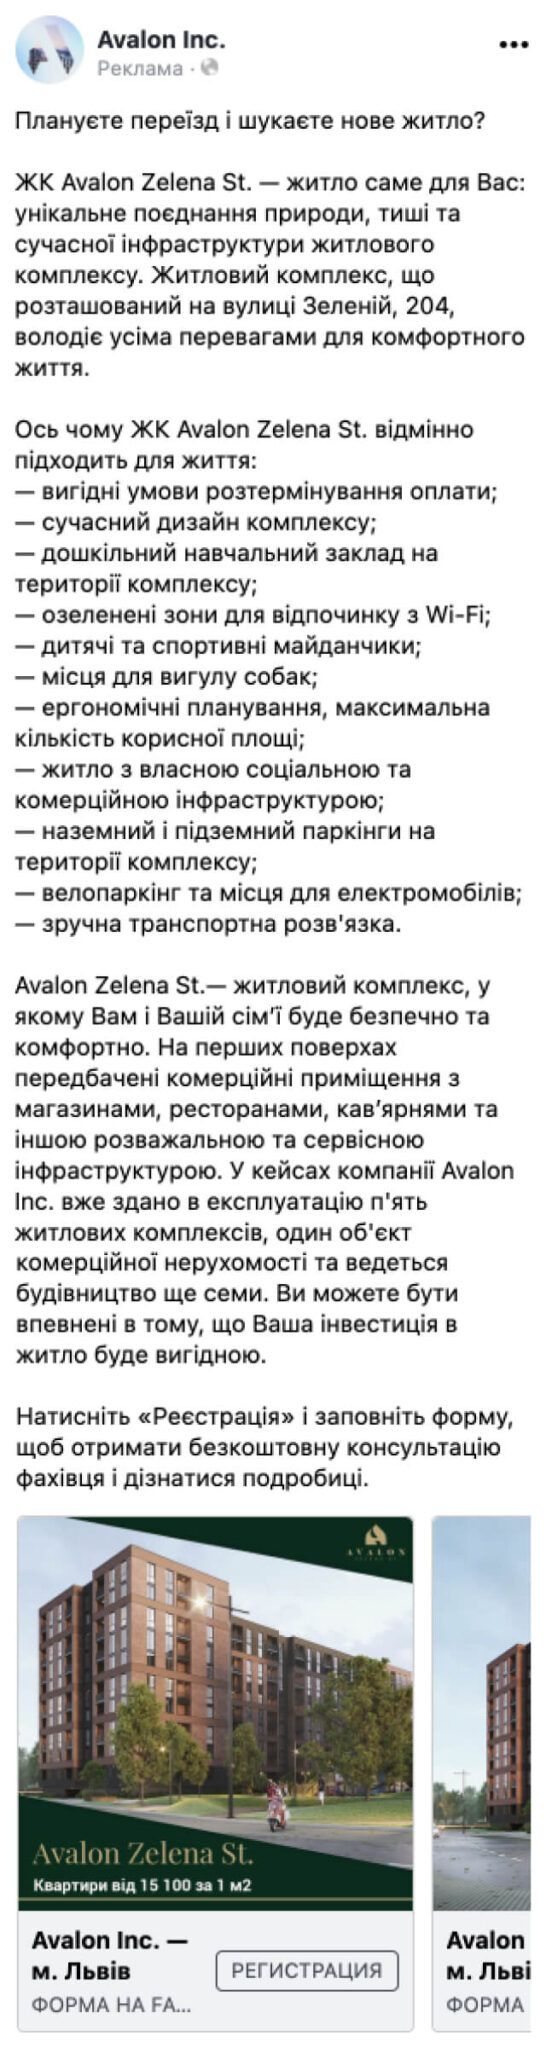 Avalon Inc.
Реклама ·
Плануєте переїзд і шукаєте нове житло?
ЖК Avalon Zelena St. — житло саме для Вас:
унікальне поєднання природи, тиші та
сучасної інфраструктури житлового
комплексу. Житловий комплекс, що
розташований на вулиці Зеленій, 204,
володіє усіма перевагами для комфортного
життя.
Ось чому ЖК Avalon Zelena St. відмінно
підходить для життя:
— вигідні умови розтермінування оплати;
— сучасний дизайн комплексу;
— дошкільний навчальний заклад на
території комплексу;
— озеленені зони для відпочинку з Wi-Fi;
— дитячі та спортивні майданчики;
— місця для вигулу собак;
— ергономічні планування, максимальна
кількість корисної площі;
— житло з власною соціальною та
комерційною інфраструктурою;
— наземний і підземний паркінги на
території комплексу;
— велопаркінг та місця для електромобілів;
— зручна транспортна розв'язка.
Avalon Zelena St.— житловий комплекс, у
якому Вам і Вашій сім’ї буде безпечно та
комфортно. На перших поверхах
передбачені комерційні приміщення з
магазинами, ресторанами, кав’ярнями та
іншою розважальною та сервісною
інфраструктурою. У кейсах компанії Avalon
Inc. вже здано в експлуатацію п'ять
житлових комплексів, один об'єкт
комерційної нерухомості та ведеться
будівництво ще семи. Ви можете бути
впевнені в тому, що Ваша інвестиція в
житло буде вигідною.
Натисніть «Реєстрація» і заповніть форму,
щоб отримати безкоштовну консультацію
фахівця і дізнатися подробиці.
AVALON
Avalon Zelena St.
Квартири від 15 100 за 1 м2
Avalon Inc. —
м. Львів
ФОРМА НА FA...
РЕГИСТРАЦИЯ
Avalon
м. Льві
ФОРМА